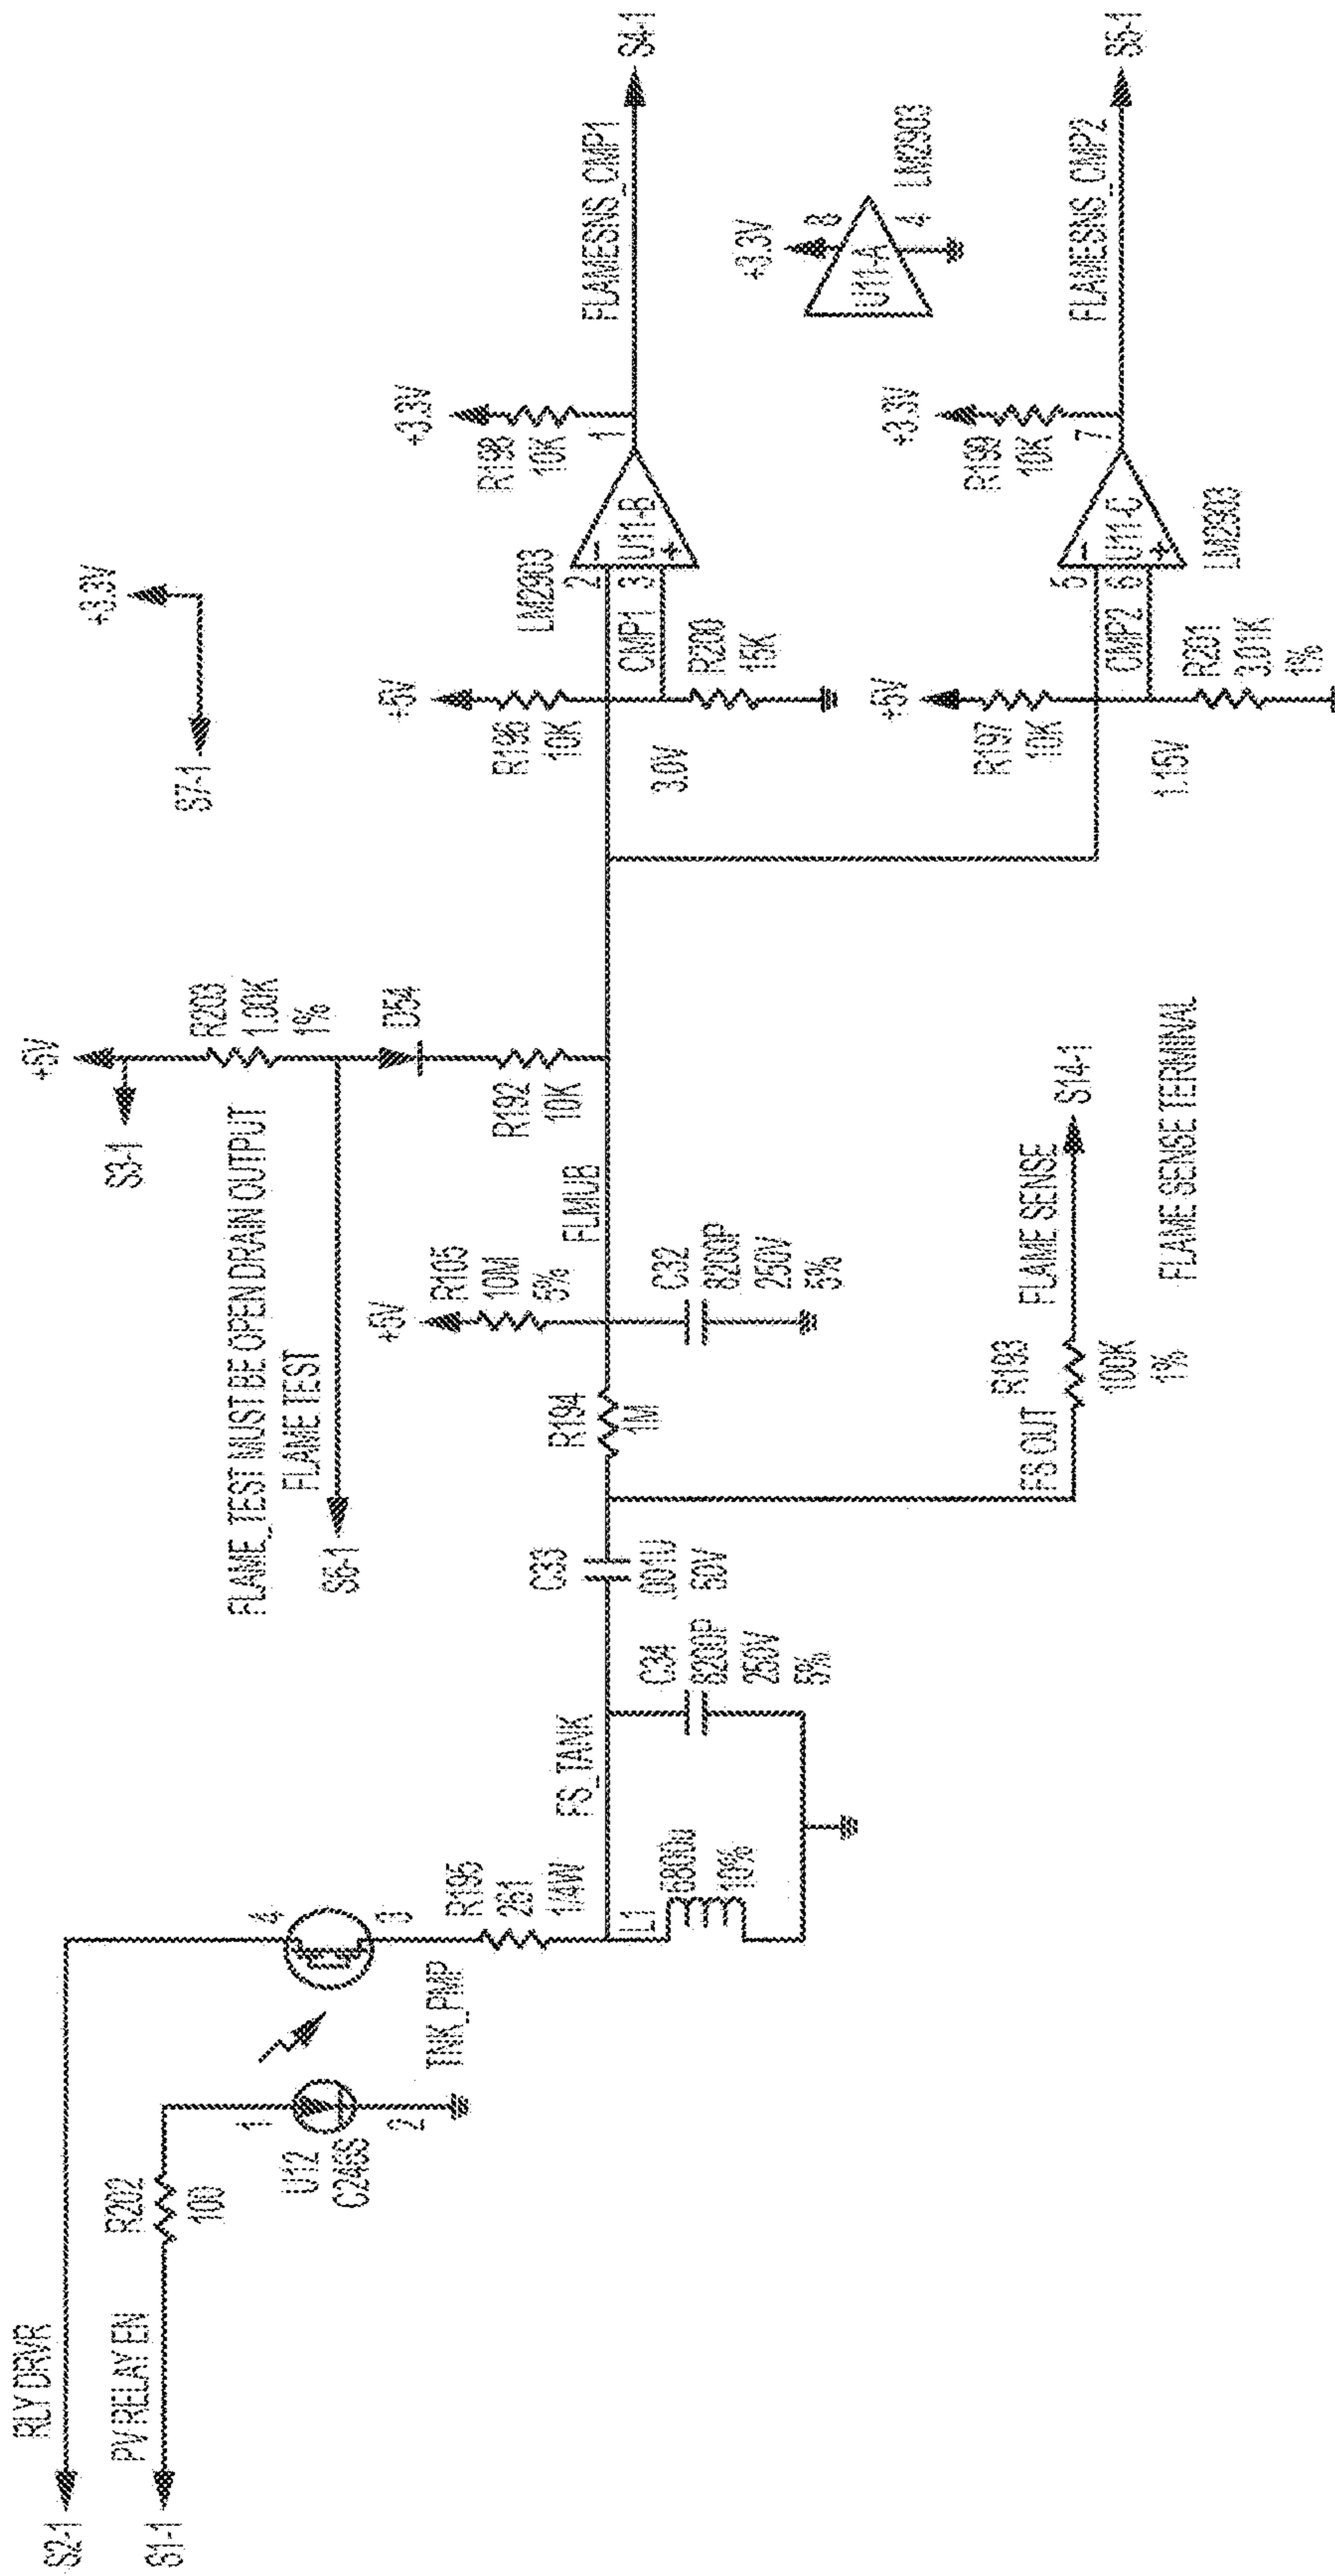 RLY DRVR
S2-1
PV RELAY EN
S1-1
R202
100
1
U12
C246S
2
4
TNK_PMP
R195
261
1/4W
FS_TANK
L1
6800u
10%
C34
8200P
250V
5%
C33
.001U
50V
S3-1
+5V
R203
1.00K
1%
FLAME_TEST MUST BE OPEN DRAIN OUTPUT
FLAME TEST
S6-1
D54
R192
10K
+5V
R105
10M
5%
R194
1M
FLMUB
C32
8200P
250V
5%
FS OUT
R193
100K
1%
FLAME SENSE
S14-1
FLAME SENSE TERMINAL
S7-1
+3.3V
+5V
R196
10K
3.0V
LM2903
2
CMP1
3
U11-B
R200
15K
+3.3V
R198
10K
1
FLAMESNS_CMP1
S4-1
+3.3V
8
U11-A
4
LM2903
+5V
R197
10K
1.15V
5
CMP2
6
U11-C
LM2903
R201
3.01K
1%
+3.3V
R199
10K
7
FLAMESNS_CMP2
S5-1